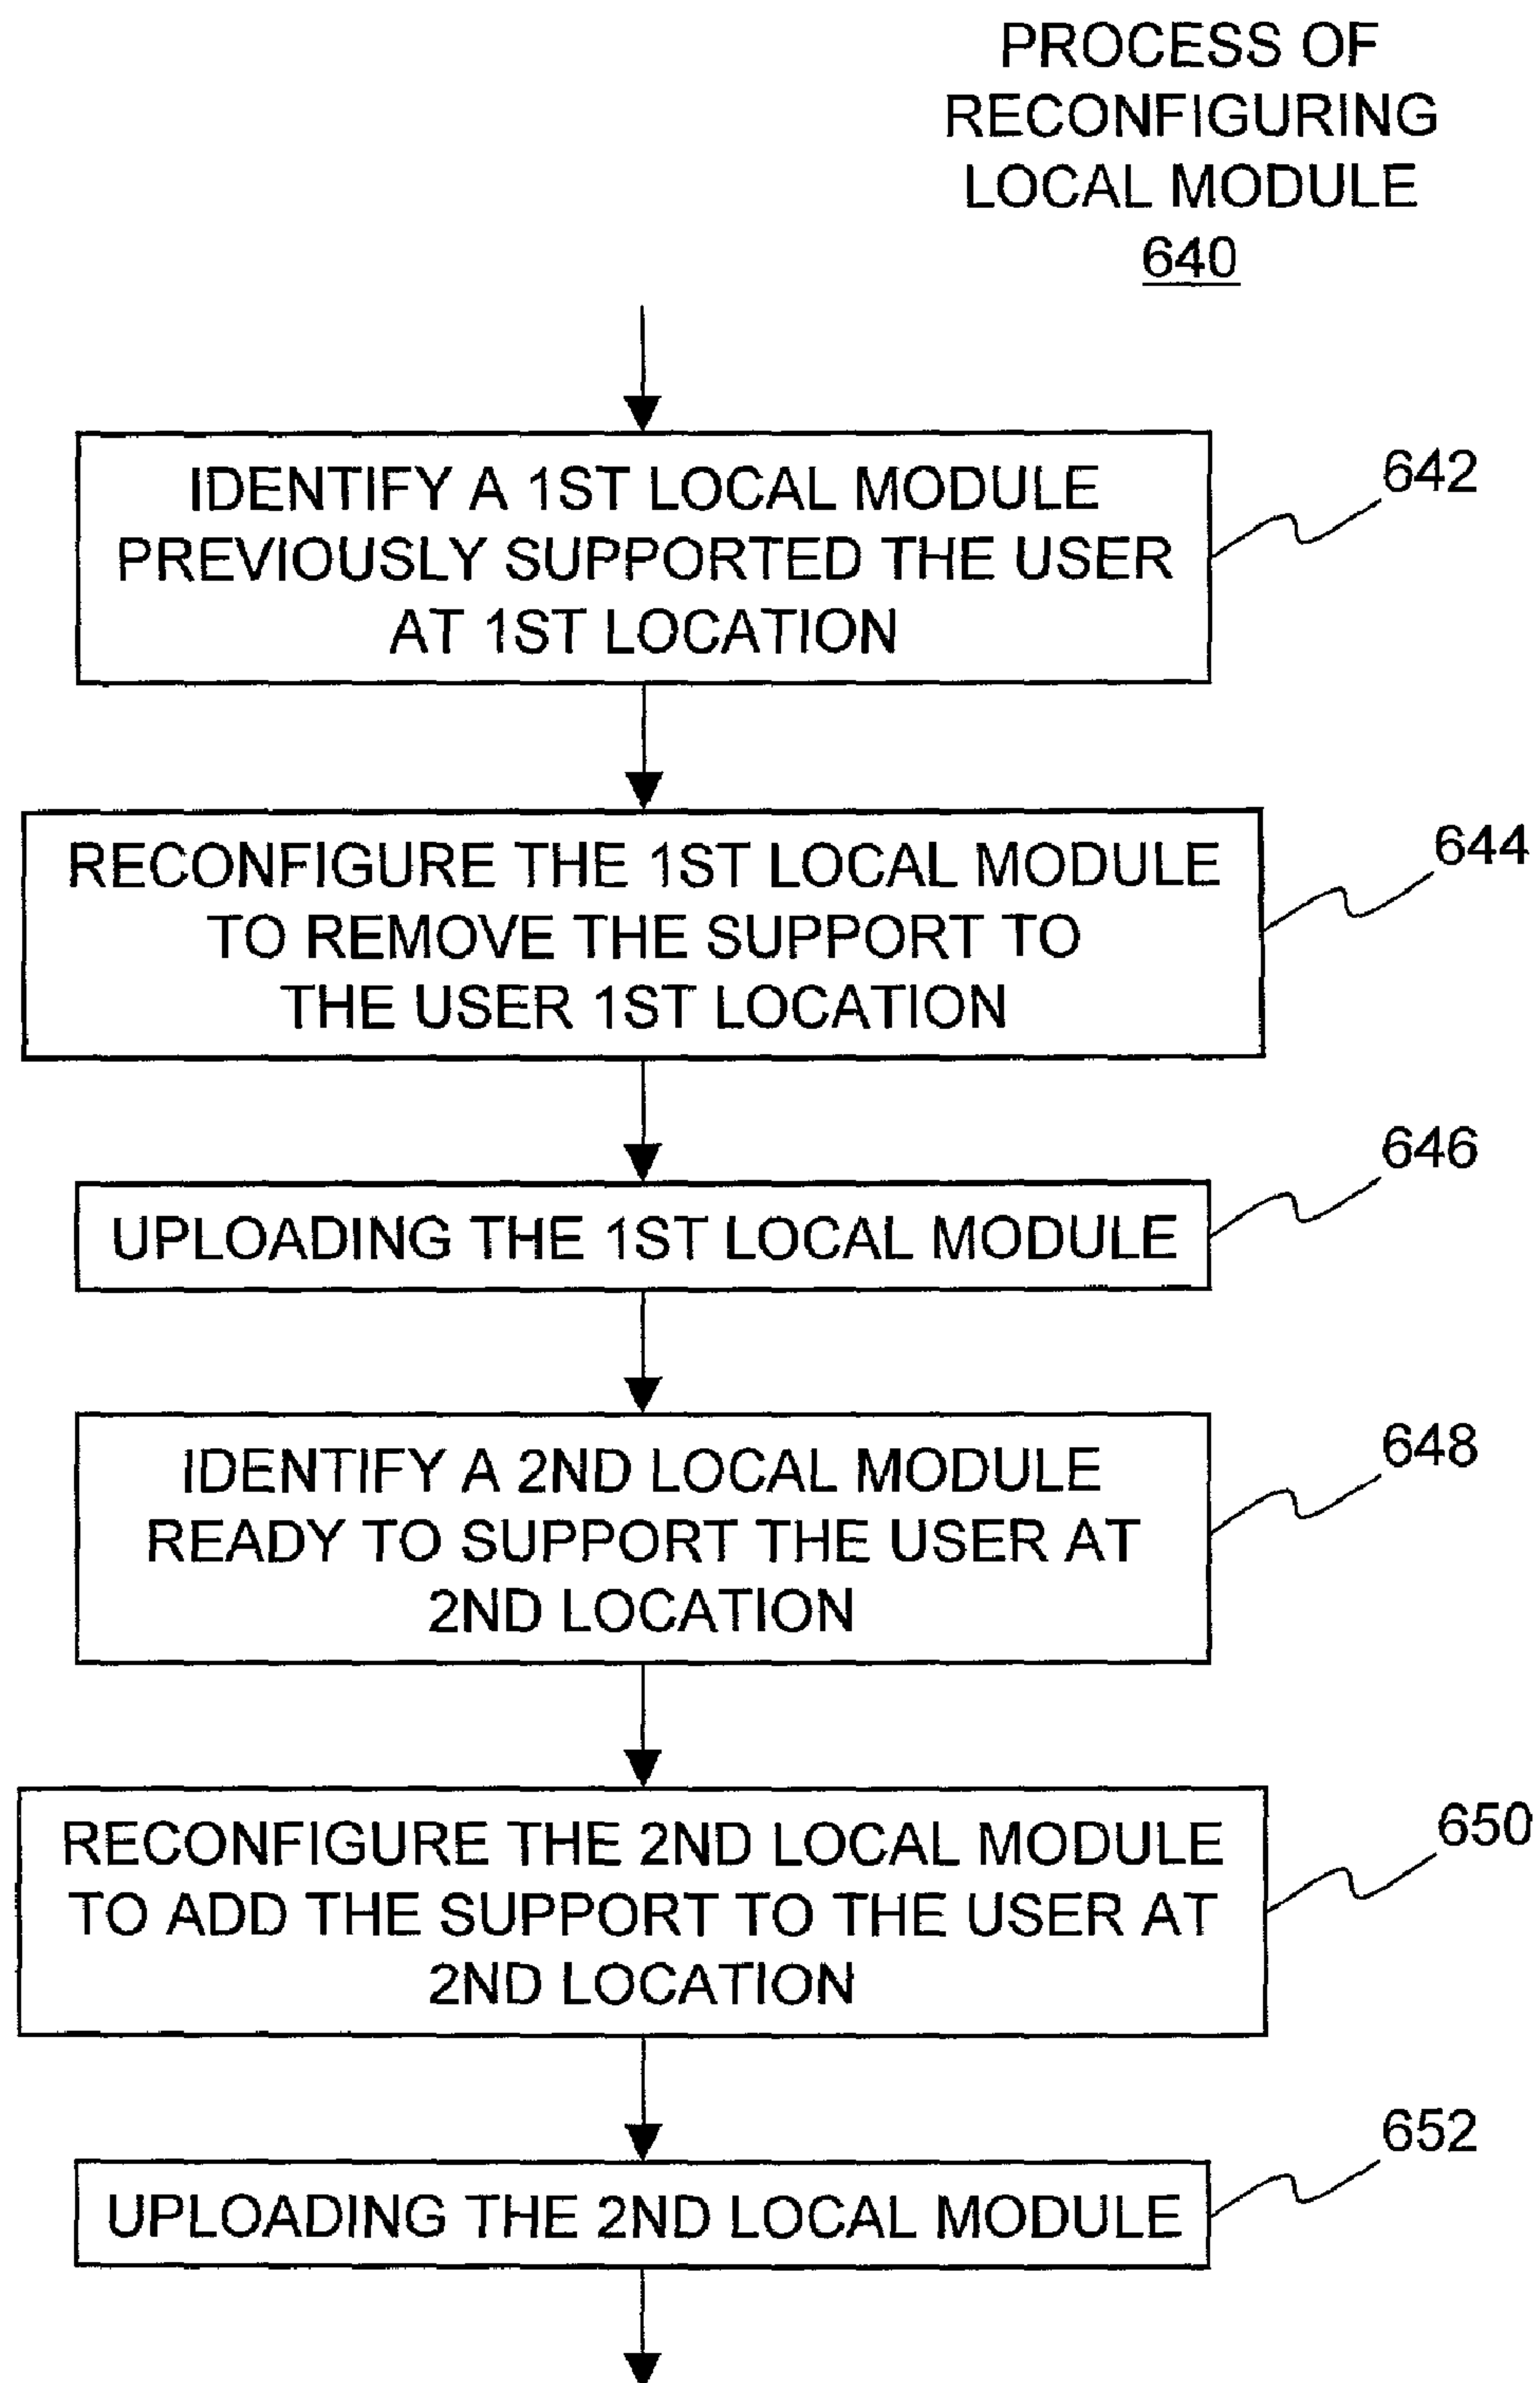 PROCESS OF
RECONFIGURING
LOCAL MODULE
640
IDENTIFY A 1ST LOCAL MODULE
PREVIOUSLY SUPPORTED THE USER
AT 1ST LOCATION
642
RECONFIGURE THE 1ST LOCAL MODULE
TO REMOVE THE SUPPORT TO
THE USER 1ST LOCATION
644
UPLOADING THE 1ST LOCAL MODULE
646
IDENTIFY A 2ND LOCAL MODULE
READY TO SUPPORT THE USER AT
2ND LOCATION
648
RECONFIGURE THE 2ND LOCAL MODULE
TO ADD THE SUPPORT TO THE USER AT
2ND LOCATION
650
UPLOADING THE 2ND LOCAL MODULE
652